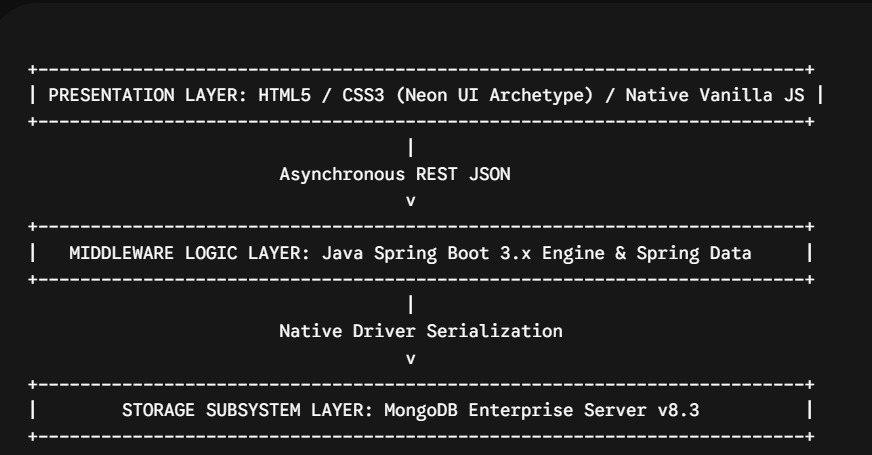 +-------------------------------------------------------------------------+
| PRESENTATION LAYER: HTML5 / CSS3 (Neon UI Archetype) / Native Vanilla JS |
+-------------------------------------------------------------------------+
|
Asynchronous REST JSON
v
+-------------------------------------------------------------------------+
|   MIDDLEWARE LOGIC LAYER: Java Spring Boot 3.x Engine & Spring Data     |
+-------------------------------------------------------------------------+
|
Native Driver Serialization
v
+-------------------------------------------------------------------------+
|        STORAGE SUBSYSTEM LAYER: MongoDB Enterprise Server v8.3          |
+-------------------------------------------------------------------------+